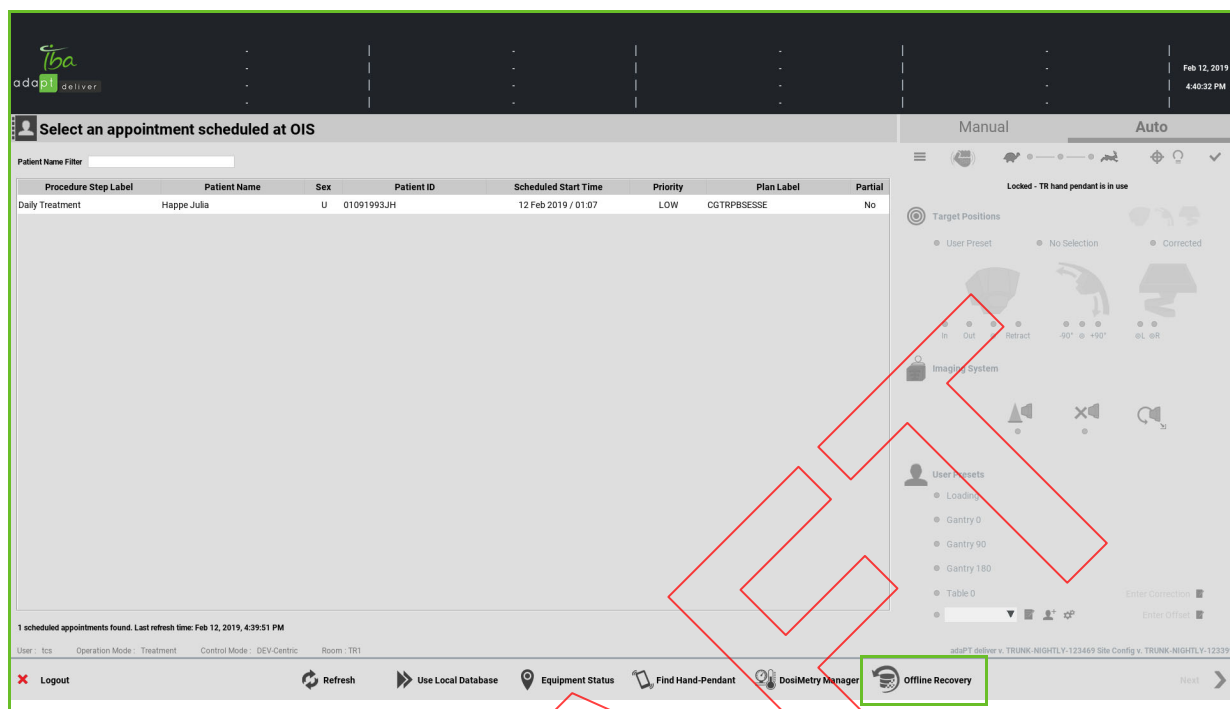 iba
adapt deliver
Feb 12, 2019
4:40:32 PM
Select an appointment scheduled at OIS
Manual Auto
Patient Name Filter
Locked - TR hand pendant is in use
Procedure Step Label Patient Name Sex Patient ID Scheduled Start Time Priority Plan Label Partial
Daily Treatment Happe Julia U 01091993JH 12 Feb 2019 / 01:07 LOW CGTRPBSESSE No
Target Positions
User Preset No Selection Corrected
In Out Retract -90° +90° L R
Imaging System
User Presets
Loading
Gantry 0
Gantry 90
Gantry 180
Table 0 Enter Correction
Enter Offset
1 scheduled appointments found. Last refresh time: Feb 12, 2019, 4:39:51 PM
User : tcs Operation Mode : Treatment Control Mode : DEV-Centric Room : TR1 adaPT deliver v. TRUNK-NIGHTLY-123469 Site Config v. TRUNK-NIGHTLY-12339
Logout Refresh Use Local Database Equipment Status Find Hand-Pendant DosiMetry Manager Offline Recovery Next